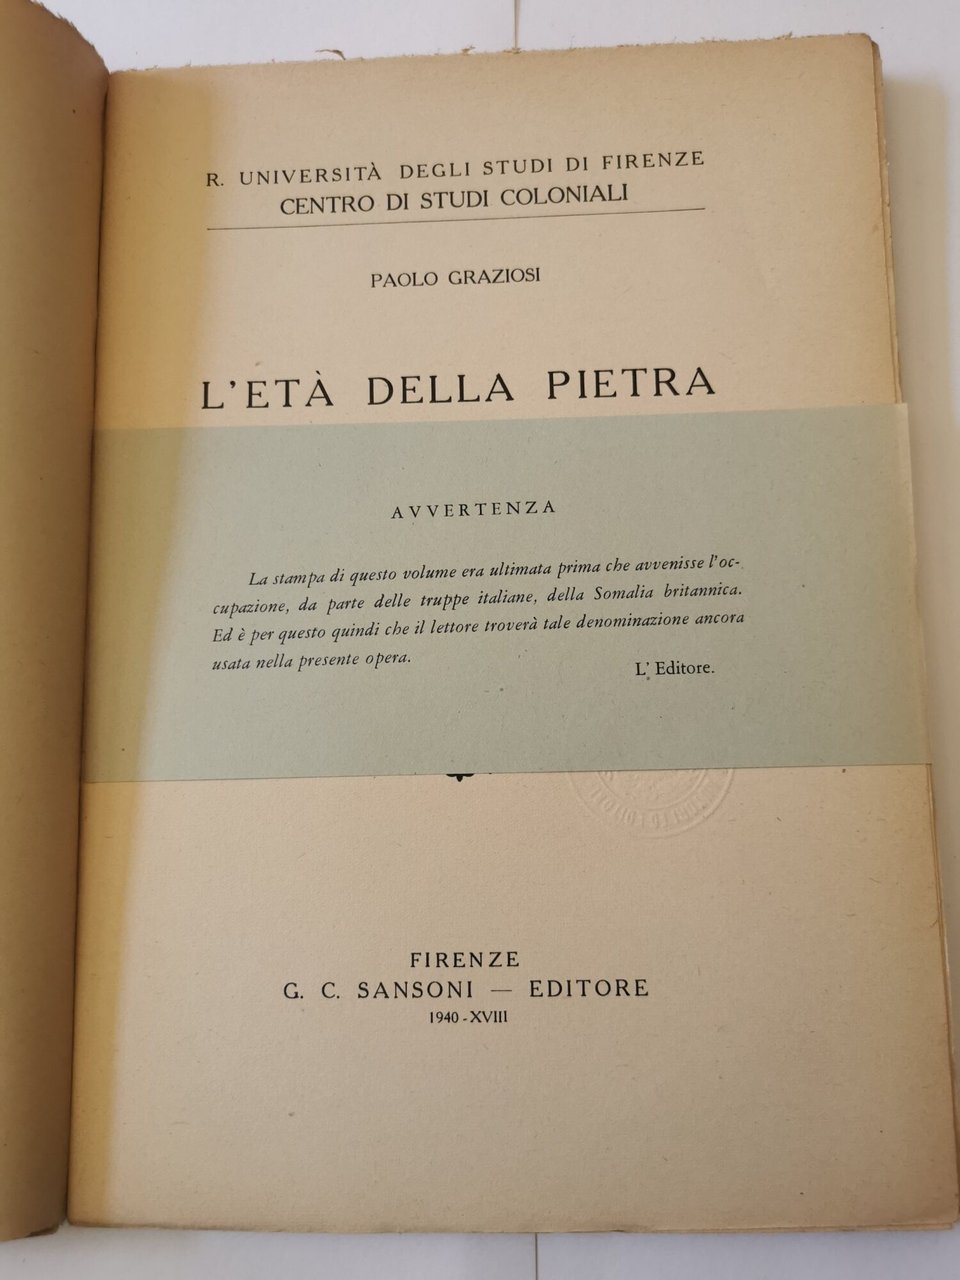 R. UNIVERSITÀ DEGLI STUDI DI FIRENZE
CENTRO DI STUDI COLONIALI
PAOLO GRAZIOSI
L'ETÀ DELLA PIETRA
AVVERTENZA
La stampa di questo volume era ultimata prima che avvenisse l'oc-
cupazione, da parte delle truppe italiane, della Somalia britannica.
Ed è per questo quindi che il lettore troverà tale denominazione ancora
usata nella presente opera.
L' Editore.
FIRENZE
G. C. SANSONI — EDITORE
1940-XVIII